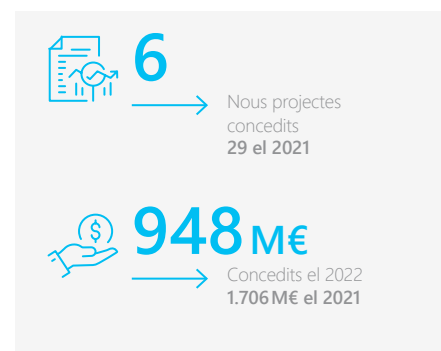 6
Nous projectes
concedits
29 el 2021
$
948 M€
Concedits el 2022
1.706 M€ el 2021